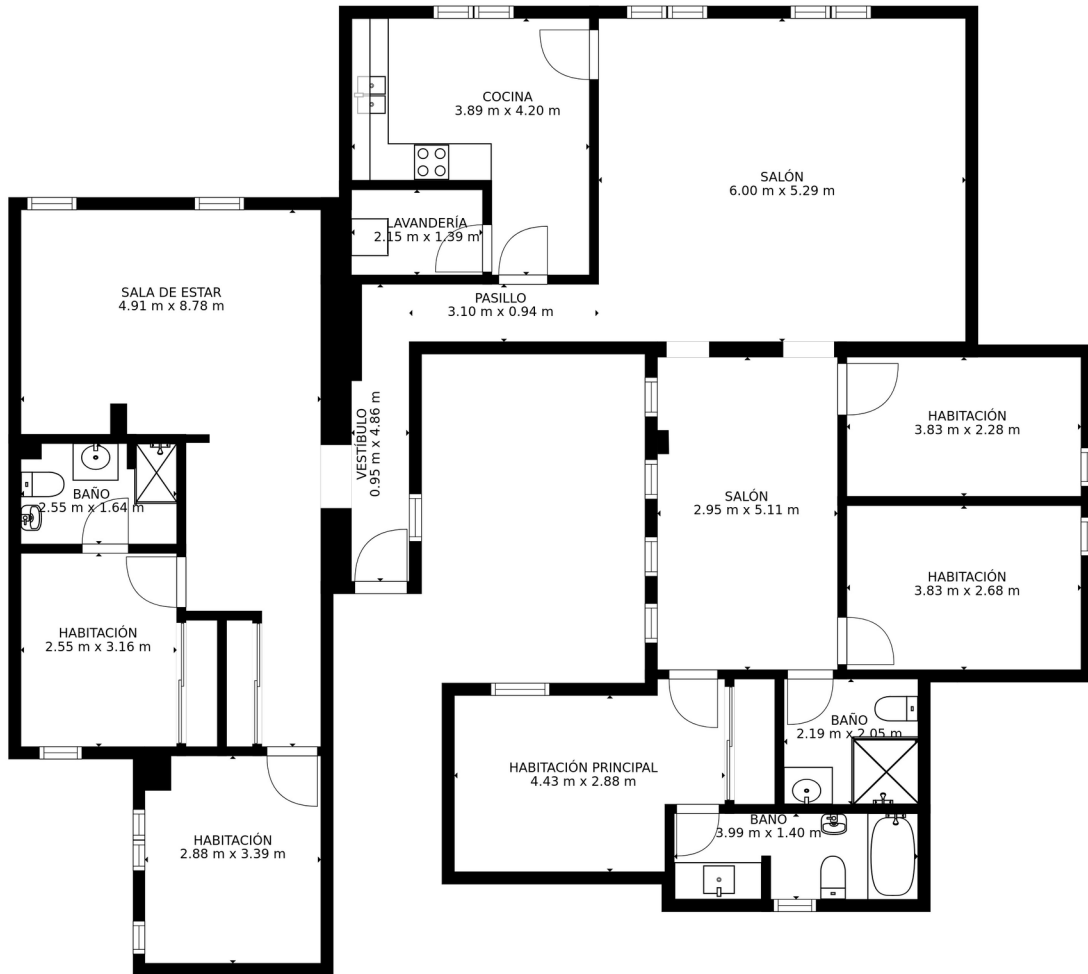 COCINA
3.89 m x 4.20 m
SALÓN
6.00 m x 5.29 m
LAVANDERÍA
2.15 m x 1.39 m
SALA DE ESTAR
4.91 m x 8.78 m
PASILLO
3.10 m x 0.94 m
VESTÍBULO
0.95 m x 4.86 m
HABITACIÓN
3.83 m x 2.28 m
BAÑO
2.55 m x 1.64 m
SALÓN
2.95 m x 5.11 m
HABITACIÓN
3.83 m x 2.68 m
HABITACIÓN
2.55 m x 3.16 m
BAÑO
2.19 m x 2.05 m
HABITACIÓN PRINCIPAL
4.43 m x 2.88 m
BAÑO
3.99 m x 1.40 m
HABITACIÓN
2.88 m x 3.39 m